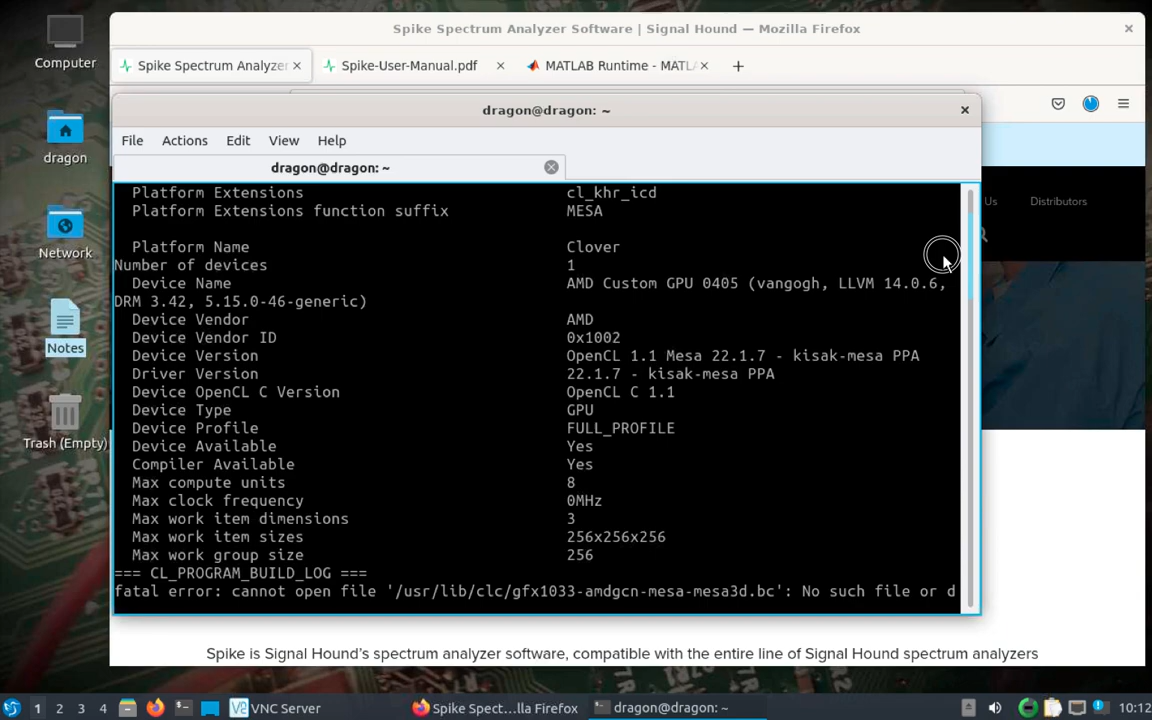 Spike Spectrum Analyzer Software | Signal Hound — Mozilla Firefox
Computer
Spike Spectrum Analyzer
Spike-User-Manual.pdf
MATLAB Runtime - MATL
dragon@dragon: ~
File Actions Edit View Help
dragon@dragon: ~
dragon
Platform Extensions cl_khr_icd
Platform Extensions function suffix MESA
Us
Distributors
Platform Name Clover
Number of devices 1
Device Name AMD Custom GPU 0405 (vangogh, LLVM 14.0.6,
DRM 3.42, 5.15.0-46-generic)
Device Vendor AMD
Device Vendor ID 0x1002
Device Version OpenCL 1.1 Mesa 22.1.7 - kisak-mesa PPA
Driver Version 22.1.7 - kisak-mesa PPA
Device OpenCL C Version OpenCL C 1.1
Device Type GPU
Device Profile FULL_PROFILE
Device Available Yes
Compiler Available Yes
Max compute units 8
Max clock frequency 0MHz
Max work item dimensions 3
Max work item sizes 256x256x256
Max work group size 256
=== CL_PROGRAM_BUILD_LOG ===
fatal error: cannot open file '/usr/lib/clc/gfx1033-amdgcn-mesa-mesa3d.bc': No such file or d
Network
Notes
Trash (Empty)
Spike is Signal Hound’s spectrum analyzer software, compatible with the entire line of Signal Hound spectrum analyzers
1 2 3 4
VNC Server
Spike Spect...lla Firefox
dragon@dragon: ~
10:12